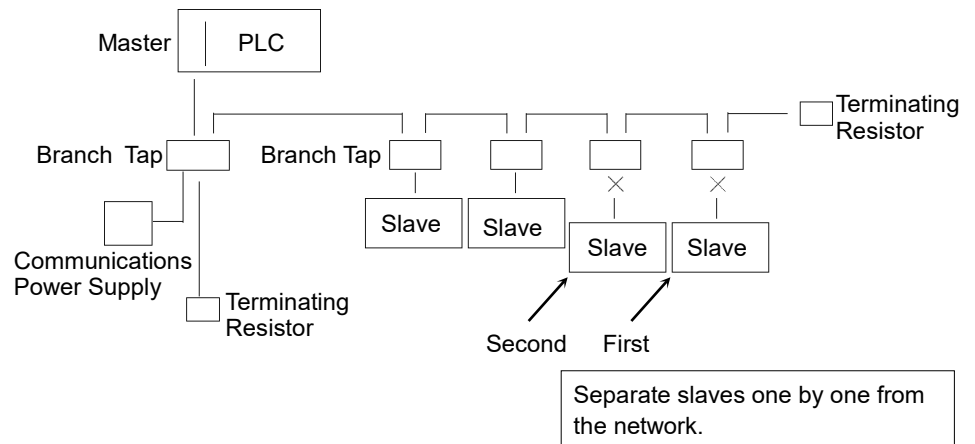 Master
PLC
Terminating
Resistor
Branch Tap
Branch Tap
Slave
Slave
Slave
Slave
Communications
Power Supply
Terminating
Resistor
Second
First
Separate slaves one by one from
the network.